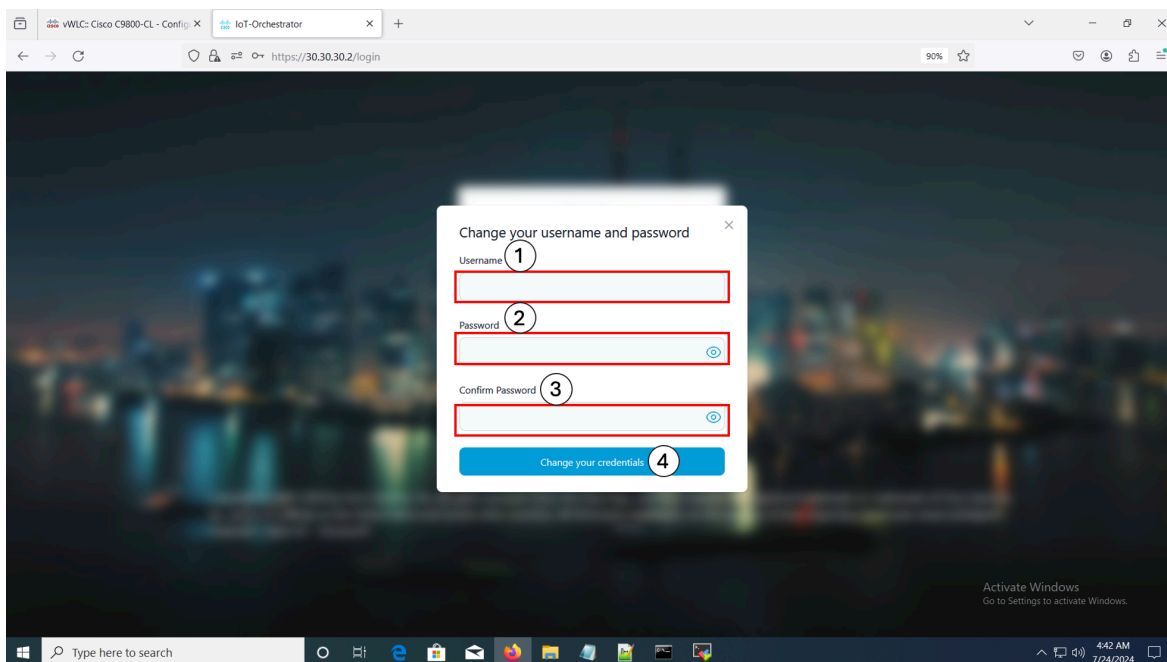 vWLC:: Cisco C9800-CL - Config
IoT-Orchestrator
https://30.30.30.2/login
90%
Change your username and password
Username 1
Password 2
Confirm Password 3
Change your credentials 4
Activate Windows
Go to Settings to activate Windows.
Type here to search
4:42 AM
7/24/2024